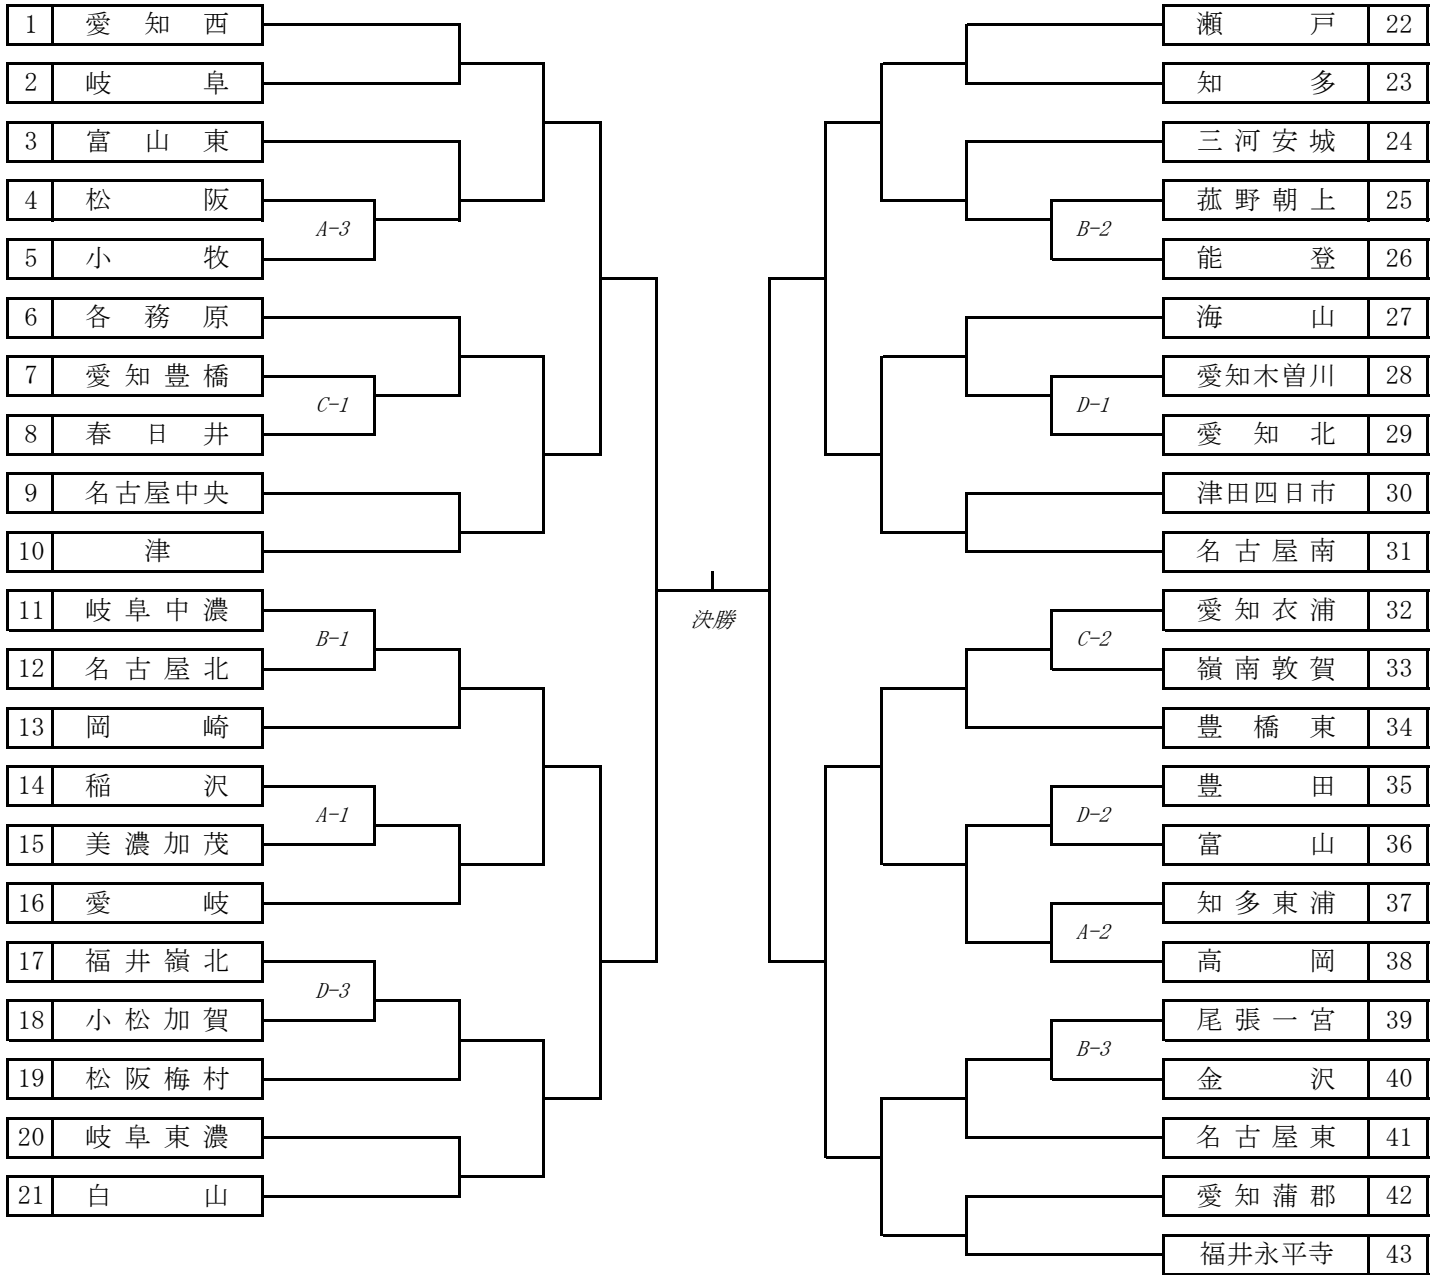 1 愛知西
2 岐阜
3 富山東
4 松阪
A-3
5 小牧
6 各務原
7 愛知豊橋
C-1
8 春日井
9 名古屋中央
10 津
11 岐阜中濃
B-1
12 名古屋北
13 岡崎
14 稲沢
A-1
15 美濃加茂
16 愛岐
17 福井嶺北
D-3
18 小松加賀
19 松阪梅村
20 岐阜東濃
21 白山
決勝
瀬戸 22
知多 23
三河安城 24
菰野朝上 25
B-2
能登 26
海山 27
愛知木曽川 28
D-1
愛知北 29
津田四日市 30
名古屋南 31
愛知衣浦 32
C-2
嶺南敦賀 33
豊橋東 34
豊田 35
D-2
富山 36
知多東浦 37
A-2
高岡 38
尾張一宮 39
B-3
金沢 40
名古屋東 41
愛知蒲郡 42
福井永平寺 43